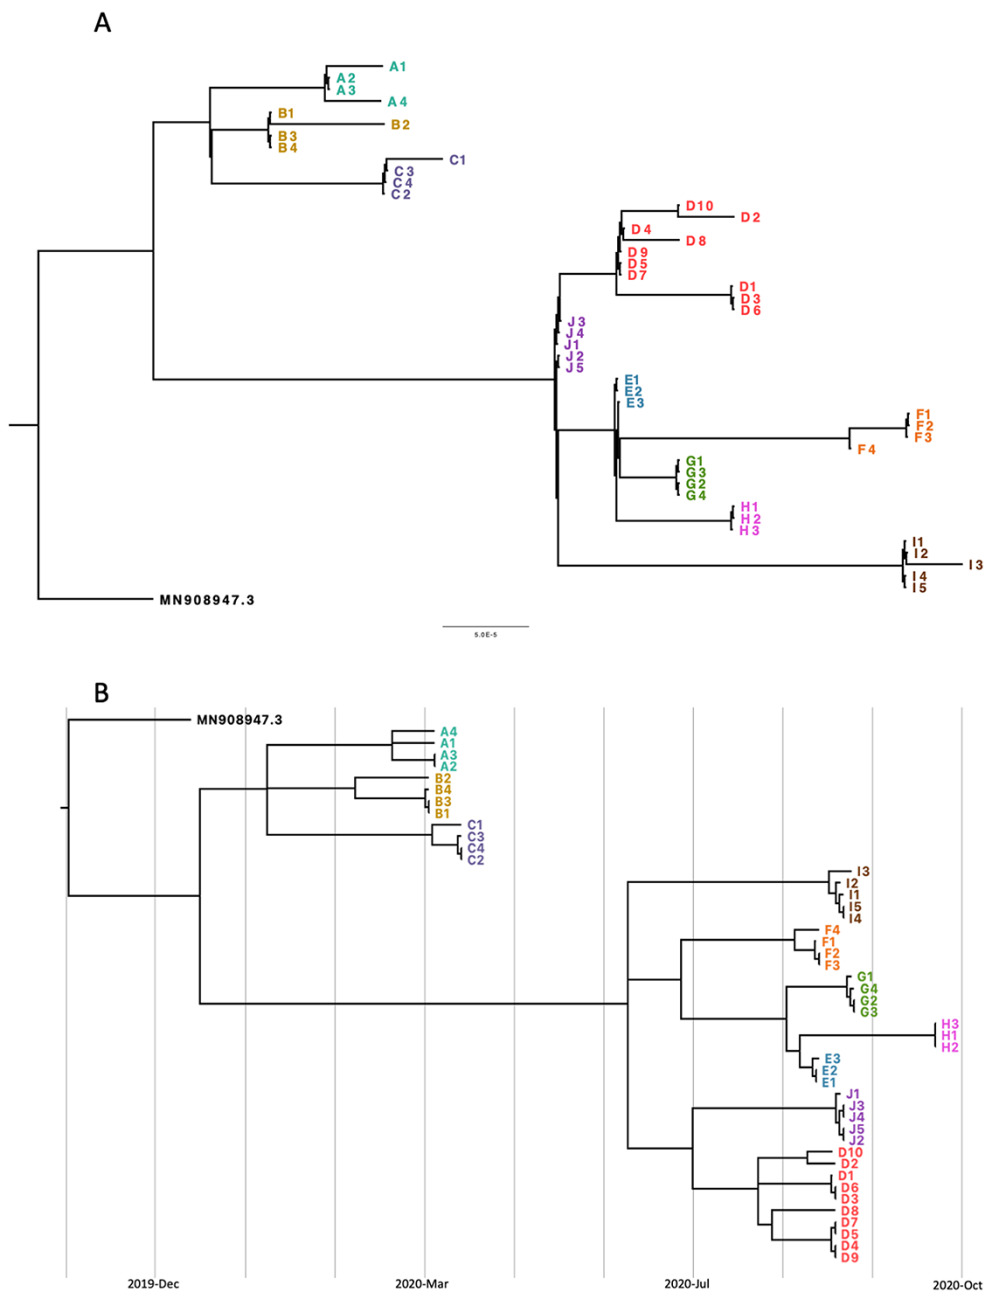 A
A1
A2
A3
A4
B1
B2
B3
B4
C1
C3
C4
C2
D10
D2
D4
D8
D9
D5
D7
D1
D3
D6
J3
J4
J1
J2
J5
E1
E2
E3
F1
F2
F3
F4
G1
G3
G2
G4
H1
H2
H3
I1
I2
I3
I4
I5
MN908947.3
5.0E-5
B
MN908947.3
A4
A1
A3
A2
B2
B4
B3
B1
C1
C3
C4
C2
I3
I2
I1
I5
I4
F4
F1
F2
F3
G1
G4
G2
G3
H3
H1
H2
E3
E2
E1
J1
J3
J4
J5
J2
D10
D2
D1
D6
D3
D8
D7
D5
D4
D9
2019-Dec 2020-Mar 2020-Jul 2020-Oct